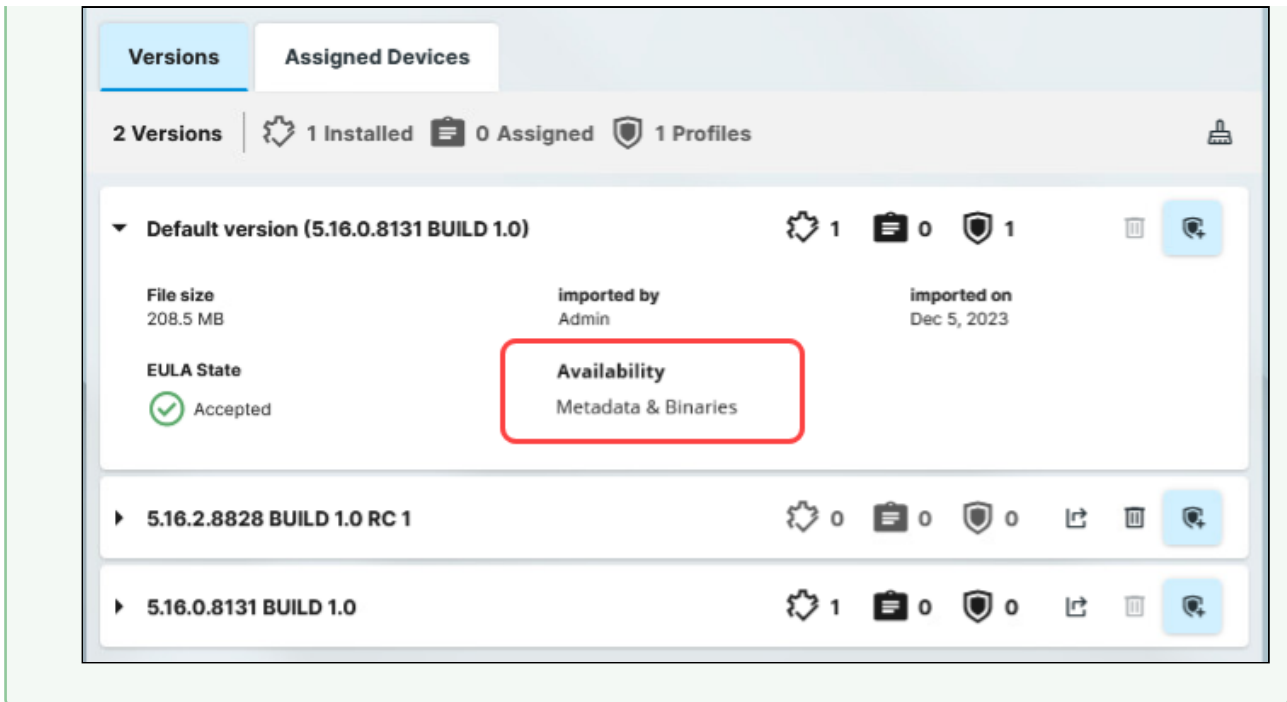 Versions Assigned Devices
2 Versions 1 Installed 0 Assigned 1 Profiles
Default version (5.16.0.8131 BUILD 1.0) 1 0 1
File size imported by imported on
208.5 MB Admin Dec 5, 2023
EULA State Availability
Accepted Metadata & Binaries
5.16.2.8828 BUILD 1.0 RC 1 0 0 0
5.16.0.8131 BUILD 1.0 1 0 0